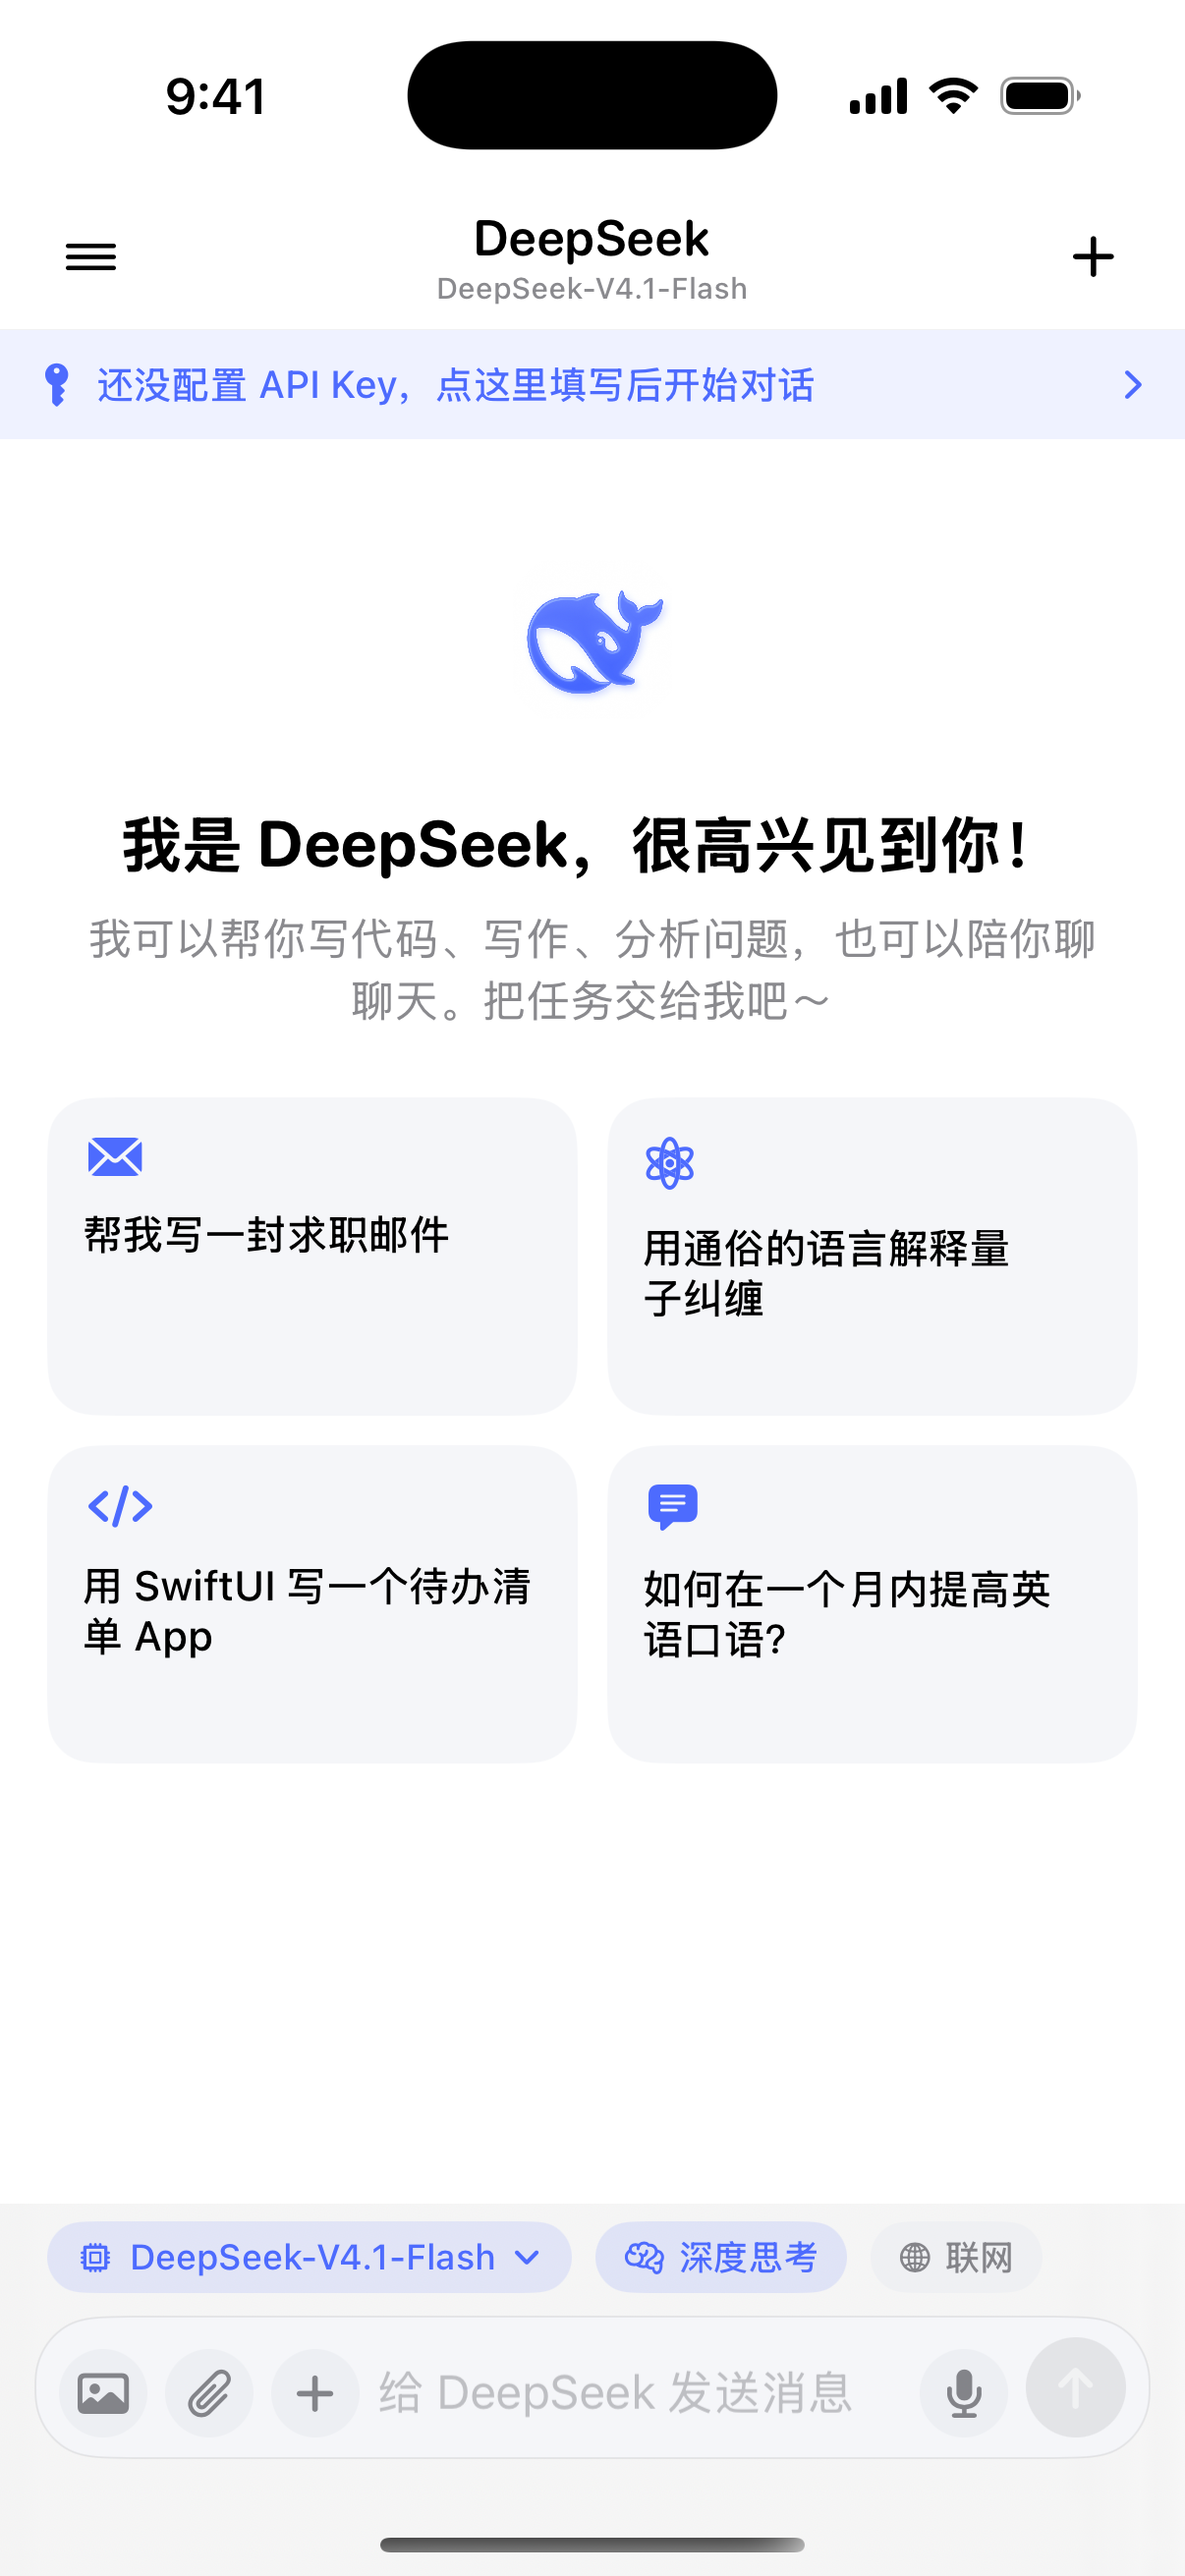 9:41
DeepSeek
DeepSeek-V4.1-Flash
还没配置 API Key，点这里填写后开始对话
我是 DeepSeek，很高兴见到你！
我可以帮你写代码、写作、分析问题，也可以陪你聊
聊天。把任务交给我吧～
帮我写一封求职邮件
用通俗的语言解释量
子纠缠
用 SwiftUI 写一个待办清
单 App
如何在一个月内提高英
语口语？
DeepSeek-V4.1-Flash
深度思考
联网
给 DeepSeek 发送消息